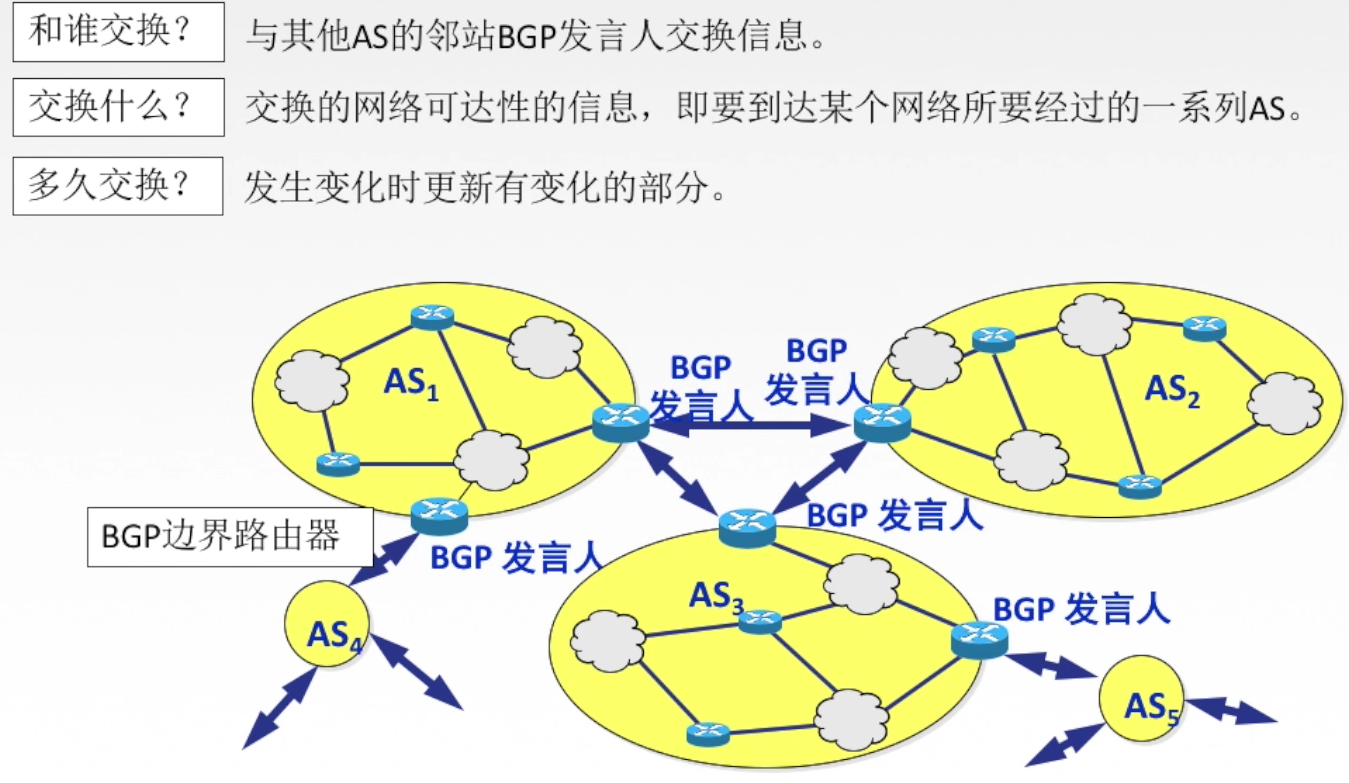 和谁交换？ 与其他AS的邻站BGP发言人交换信息。
交换什么？ 交换的网络可达性的信息，即要到达某个网络所要经过的一系列AS。
多久交换？ 发生变化时更新有变化的部分。
BGP
发言人
BGP
发言人
AS1
AS2
BGP 发言人
BGP边界路由器
BGP 发言人
AS3
BGP 发言人
AS4
AS5